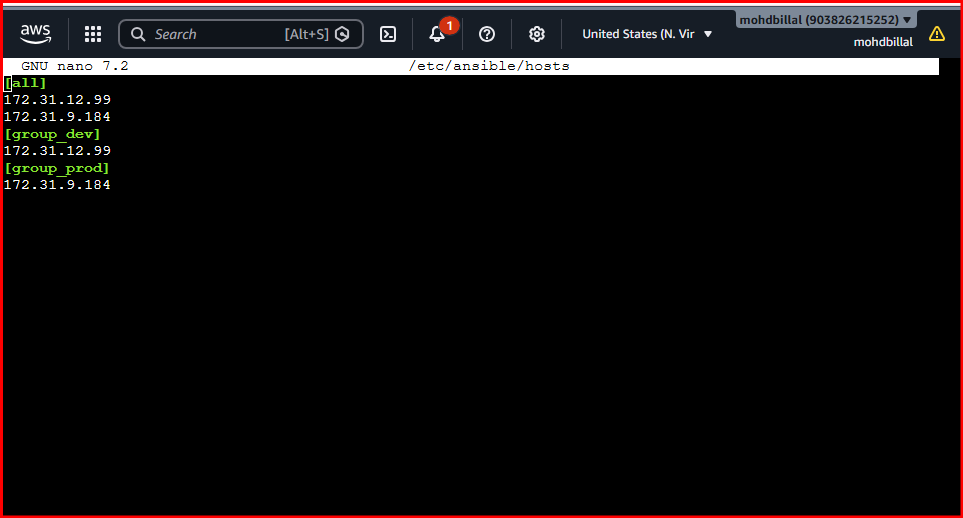 mohdbillal (903826215252)
aws
Search [Alt+S]
1
United States (N. Vir
mohdbillal
GNU nano 7.2 /etc/ansible/hosts
[all]
172.31.12.99
172.31.9.184
[group_dev]
172.31.12.99
[group_prod]
172.31.9.184